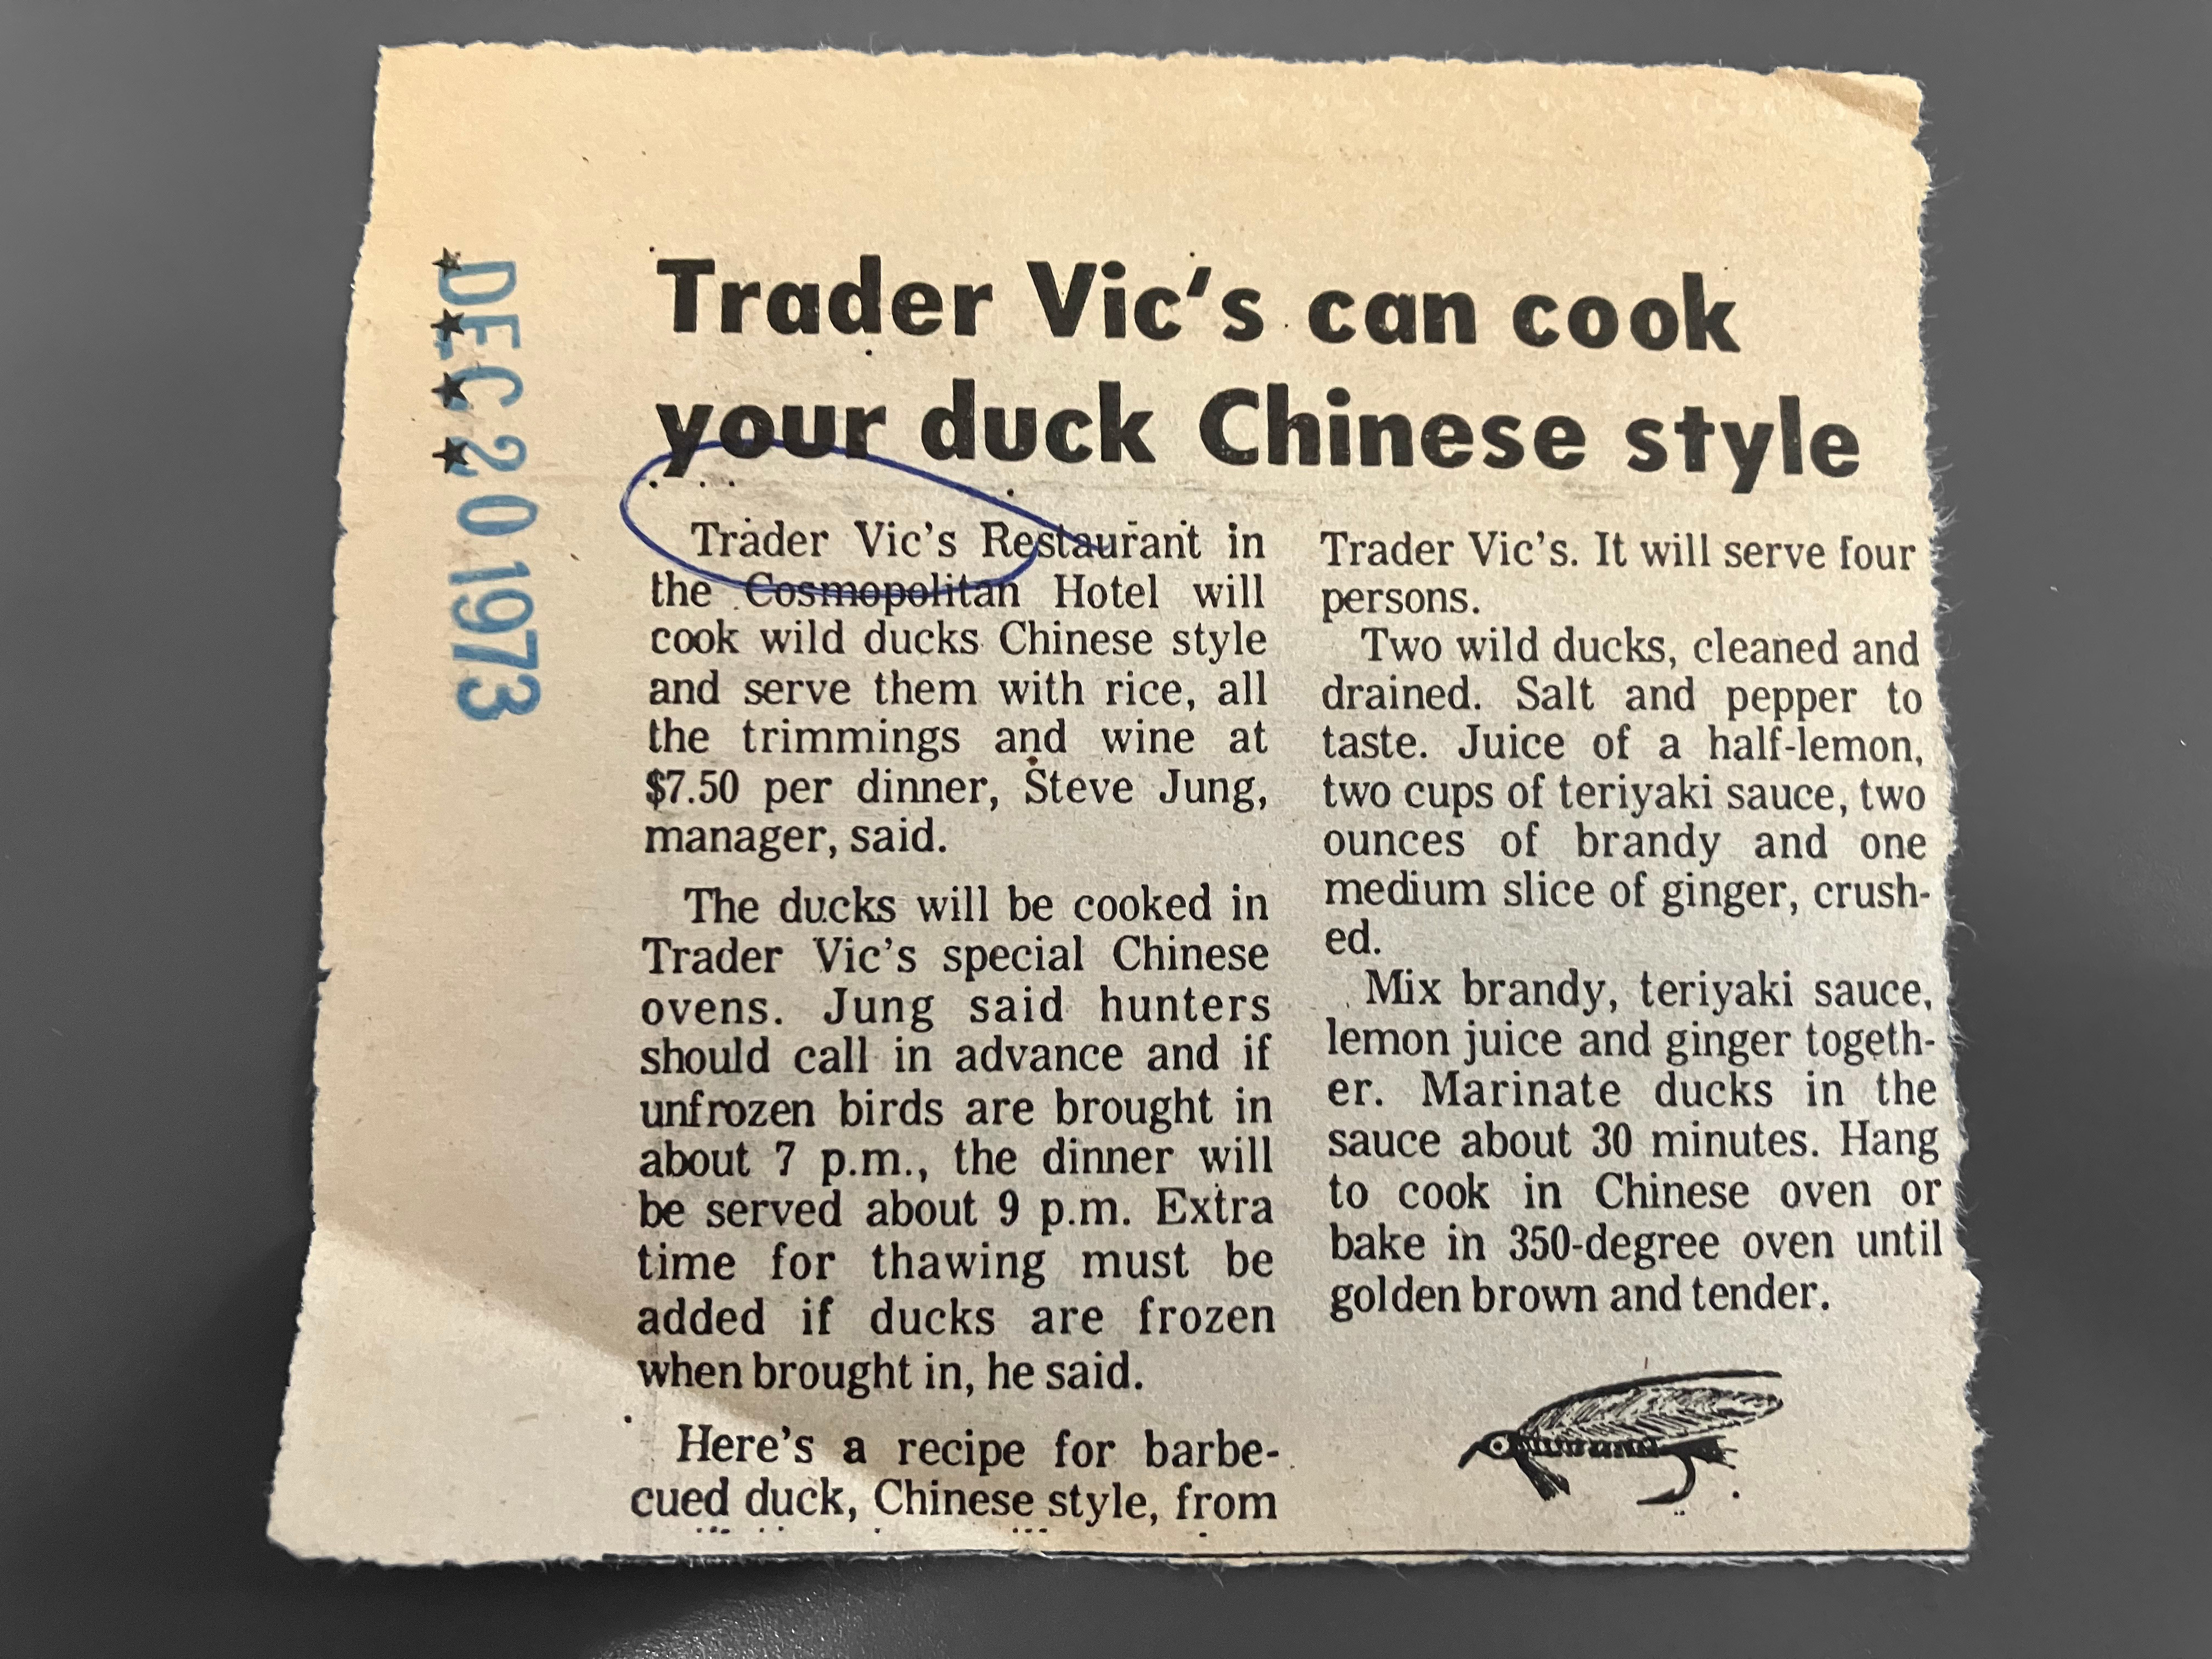 DEC 20 1973
Trader Vic's can cook
your duck Chinese style
Trader Vic's Restaurant in
the Cosmopolitan Hotel will
cook wild ducks Chinese style
and serve them with rice, all
the trimmings and wine at
$7.50 per dinner, Steve Jung,
manager, said.
The ducks will be cooked in
Trader Vic's special Chinese
ovens. Jung said hunters
should call in advance and if
unfrozen birds are brought in
about 7 p.m., the dinner will
be served about 9 p.m. Extra
time for thawing must be
added if ducks are frozen
when brought in, he said.
Here's a recipe for barbe-
cued duck, Chinese style, from
Trader Vic's. It will serve four
persons.
Two wild ducks, cleaned and
drained. Salt and pepper to
taste. Juice of a half-lemon,
two cups of teriyaki sauce, two
ounces of brandy and one
medium slice of ginger, crush-
ed.
Mix brandy, teriyaki sauce,
lemon juice and ginger togeth-
er. Marinate ducks in the
sauce about 30 minutes. Hang
to cook in Chinese oven or
bake in 350-degree oven until
golden brown and tender.